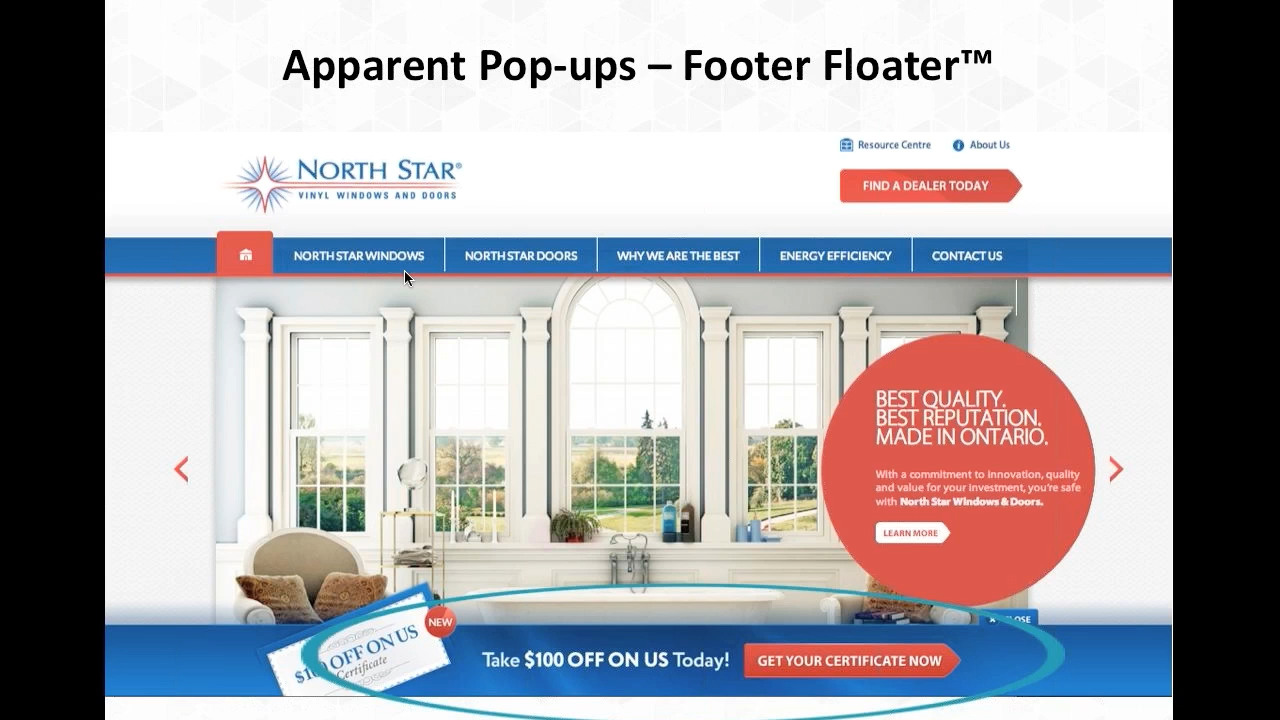 Apparent Pop-ups – Footer Floater™
Resource Centre
About Us
NORTH STAR®
VINYL WINDOWS AND DOORS
FIND A DEALER TODAY
NORTH STAR WINDOWS
NORTH STAR DOORS
WHY WE ARE THE BEST
ENERGY EFFICIENCY
CONTACT US
BEST QUALITY.
BEST REPUTATION.
MADE IN ONTARIO.
With a commitment to innovation, quality
and value for your investment, you're safe
with North Star Windows & Doors.
LEARN MORE
OFF ON US
Certificate
NEW
Take $100 OFF ON US Today!
GET YOUR CERTIFICATE NOW